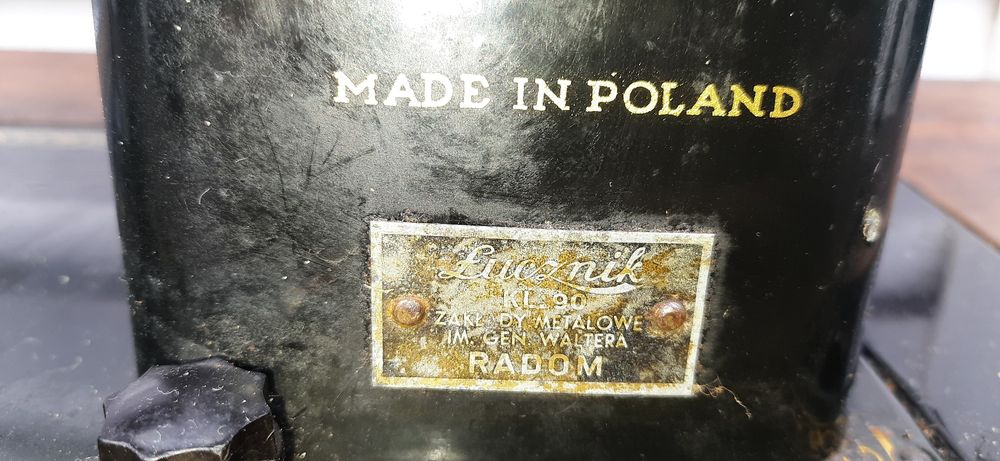 MADE IN POLAND
Łucznik
KL. 90
ZAKŁADY METALOWE
IM. GEN. WALTERA
RADOM